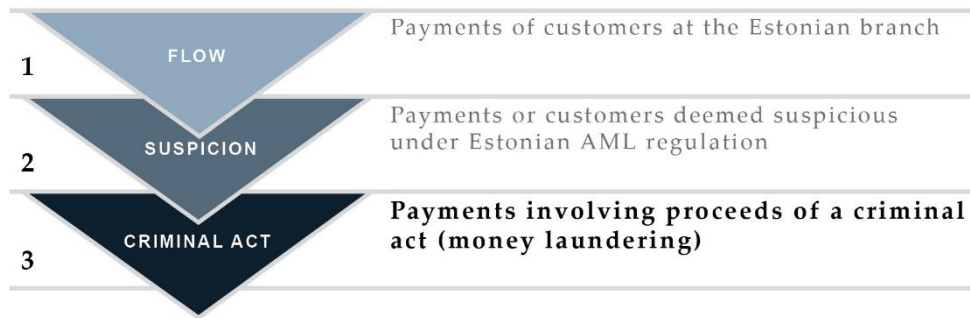 1
FLOW
Payments of customers at the Estonian branch
2
SUSPICION
Payments or customers deemed suspicious
under Estonian AML regulation
3
CRIMINAL ACT
Payments involving proceeds of a criminal
act (money laundering)